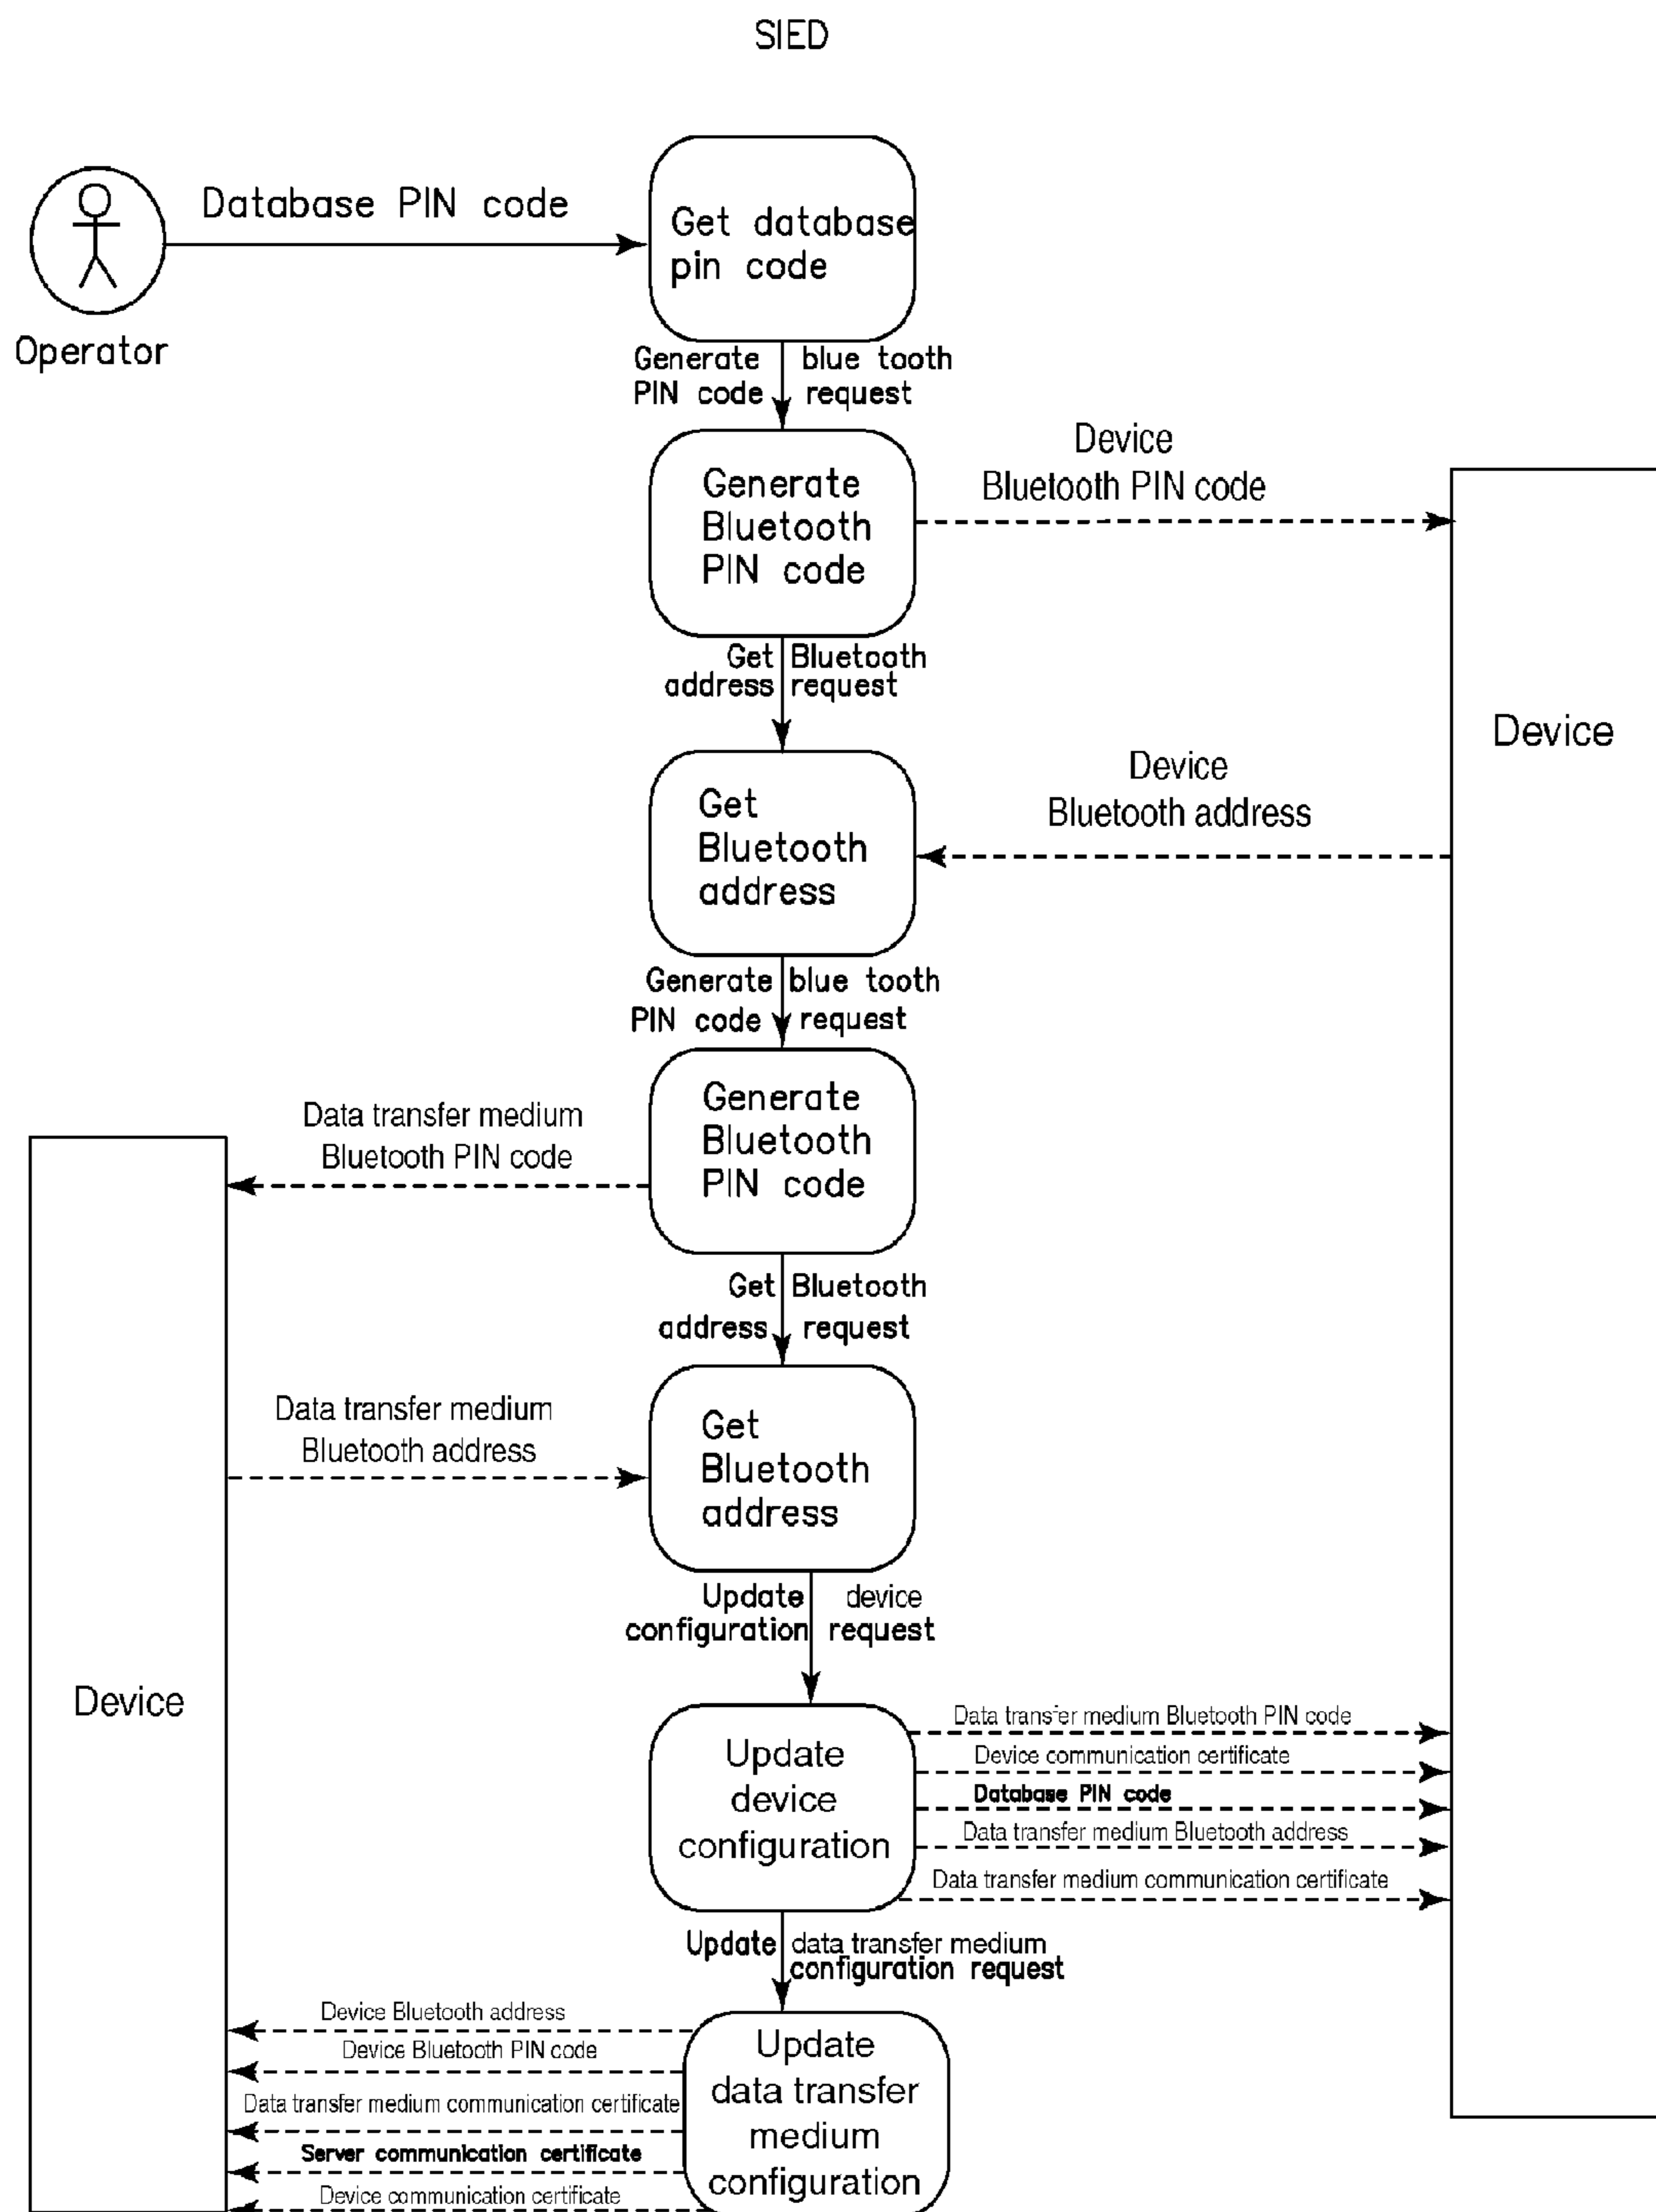 SIED
Database PIN code
Get database
pin code
Operator
Generate blue tooth
PIN code request
Device
Bluetooth PIN code
Generate
Bluetooth
PIN code
Get Bluetooth
address request
Device
Device
Bluetooth address
Get
Bluetooth
address
Generate blue tooth
PIN code request
Generate
Bluetooth
PIN code
Data transfer medium
Bluetooth PIN code
Get Bluetooth
address request
Data transfer medium
Bluetooth address
Get
Bluetooth
address
Update device
configuration request
Device
Update
device
configuration
Data transfer medium Bluetooth PIN code
Device communication certificate
Database PIN code
Data transfer medium Bluetooth address
Data transfer medium communication certificate
Update data transfer medium
configuration request
Device Bluetooth address
Device Bluetooth PIN code
Data transfer medium communication certificate
Server communication certificate
Device communication certificate
Update
data transfer
medium
configuration